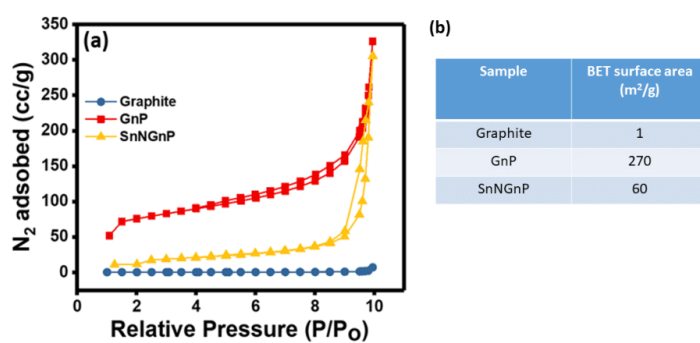 (a)
350
300
250
200
150
100
50
0
N2 adsobed (cc/g)
Graphite
GnP
SnNGnP
0 2 4 6 8 10
Relative Pressure (P/PO)
(b)
Sample BET surface area (m²/g)
Graphite 1
GnP 270
SnNGnP 60